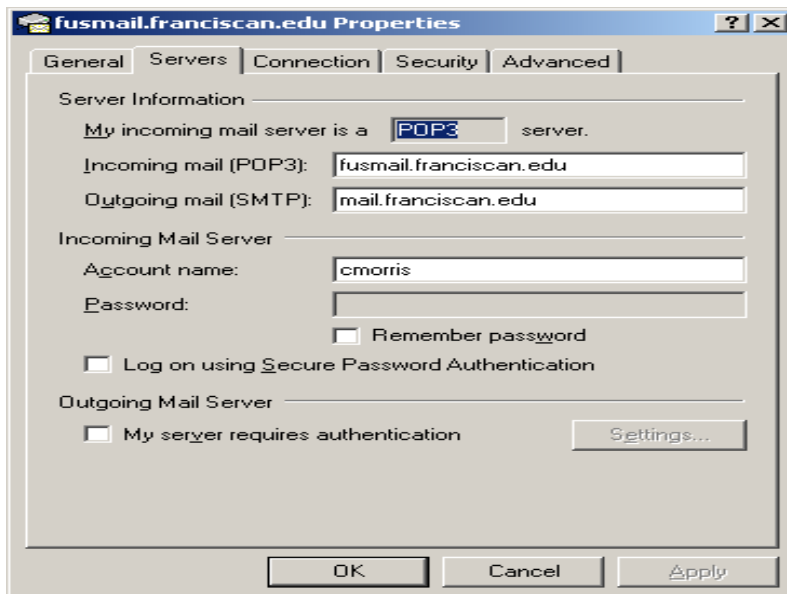 fusmail.franciscan.edu Properties
General Servers Connection Security Advanced
Server Information
My incoming mail server is a POP3 server.
Incoming mail (POP3): fusmail.franciscan.edu
Outgoing mail (SMTP): mail.franciscan.edu
Incoming Mail Server
Account name: cmorris
Password:
Remember password
Log on using Secure Password Authentication
Outgoing Mail Server
My server requires authentication Settings...
OK Cancel Apply